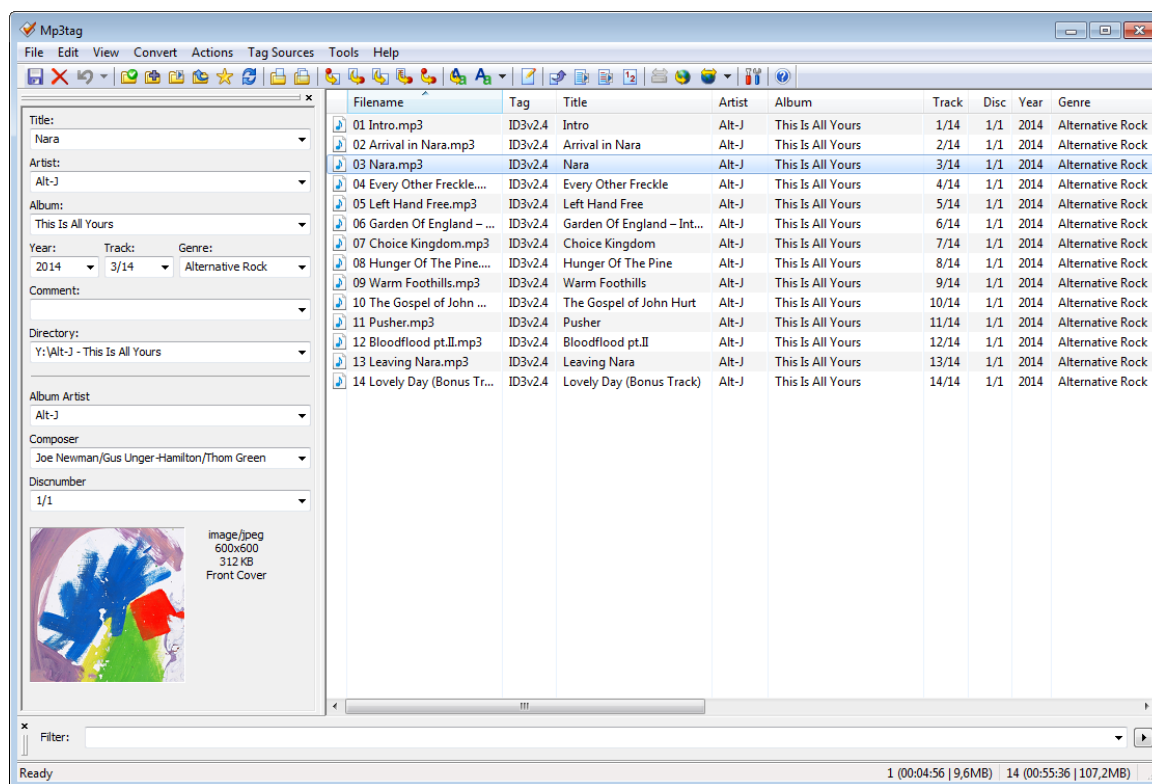 Mp3tag
File Edit View Convert Actions Tag Sources Tools Help
Title:
Nara
Artist:
Alt-J
Album:
This Is All Yours
Year: Track: Genre:
2014 3/14 Alternative Rock
Comment:
Directory:
Y:\Alt-J - This Is All Yours
Album Artist
Alt-J
Composer
Joe Newman/Gus Unger-Hamilton/Thom Green
Discnumber
1/1
image/jpeg
600x600
312 KB
Front Cover
Filename Tag Title Artist Album Track Disc Year Genre
01 Intro.mp3 ID3v2.4 Intro Alt-J This Is All Yours 1/14 1/1 2014 Alternative Rock
02 Arrival in Nara.mp3 ID3v2.4 Arrival in Nara Alt-J This Is All Yours 2/14 1/1 2014 Alternative Rock
03 Nara.mp3 ID3v2.4 Nara Alt-J This Is All Yours 3/14 1/1 2014 Alternative Rock
04 Every Other Freckle.... ID3v2.4 Every Other Freckle Alt-J This Is All Yours 4/14 1/1 2014 Alternative Rock
05 Left Hand Free.mp3 ID3v2.4 Left Hand Free Alt-J This Is All Yours 5/14 1/1 2014 Alternative Rock
06 Garden Of England – ... ID3v2.4 Garden Of England – Int... Alt-J This Is All Yours 6/14 1/1 2014 Alternative Rock
07 Choice Kingdom.mp3 ID3v2.4 Choice Kingdom Alt-J This Is All Yours 7/14 1/1 2014 Alternative Rock
08 Hunger Of The Pine.... ID3v2.4 Hunger Of The Pine Alt-J This Is All Yours 8/14 1/1 2014 Alternative Rock
09 Warm Foothills.mp3 ID3v2.4 Warm Foothills Alt-J This Is All Yours 9/14 1/1 2014 Alternative Rock
10 The Gospel of John ... ID3v2.4 The Gospel of John Hurt Alt-J This Is All Yours 10/14 1/1 2014 Alternative Rock
11 Pusher.mp3 ID3v2.4 Pusher Alt-J This Is All Yours 11/14 1/1 2014 Alternative Rock
12 Bloodflood pt.II.mp3 ID3v2.4 Bloodflood pt.II Alt-J This Is All Yours 12/14 1/1 2014 Alternative Rock
13 Leaving Nara.mp3 ID3v2.4 Leaving Nara Alt-J This Is All Yours 13/14 1/1 2014 Alternative Rock
14 Lovely Day (Bonus Tr... ID3v2.4 Lovely Day (Bonus Track) Alt-J This Is All Yours 14/14 1/1 2014 Alternative Rock
Filter:
Ready 1 (00:04:56 | 9,6MB) 14 (00:55:36 | 107,2MB)